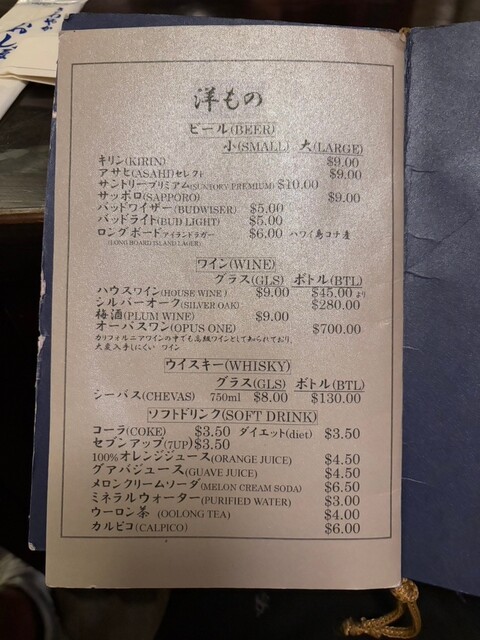 洋もの
ビール(BEER)
小(SMALL) 大(LARGE)
キリン(KIRIN) $9.00
アサヒ(ASAHI)セレクト $9.00
サントリープリミアム(SUNTORY PREMIUM) $10.00
サッポロ(SAPPORO) $9.00
バッドワイザー(BUDWISER) $5.00
バッドライト(BUD LIGHT) $5.00
ロングボードアイランドラガー $6.00 ハワイ島コナ産
(LONG BOARD ISLAND LAGER)
ワイン(WINE)
グラス(GLS) ボトル(BTL)
ハウスワイン(HOUSE WINE) $9.00 $45.00より
シルバーオーク(SILVER OAK) $280.00
梅酒(PLUM WINE) $9.00
オーパスワン(OPUS ONE) $700.00
カリフォルニアワインの中でも高級ワインとして知られており、
大変入手しにくい ワイン
ウイスキー(WHISKY)
グラス(GLS) ボトル(BTL)
シーバス(CHEVAS) 750ml $8.00 $130.00
ソフトドリンク(SOFT DRINK)
コーラ(COKE) $3.50 ダイエット(diet) $3.50
セブンアップ(7UP) $3.50
100%オレンジジュース(ORANGE JUICE) $4.50
グアバジュース(GUAVE JUICE) $4.50
メロンクリームソーダ(MELON CREAM SODA) $6.50
ミネラルウォーター(PURIFIED WATER) $3.00
ウーロン茶 (OOLONG TEA) $4.00
カルピコ(CALPICO) $6.00